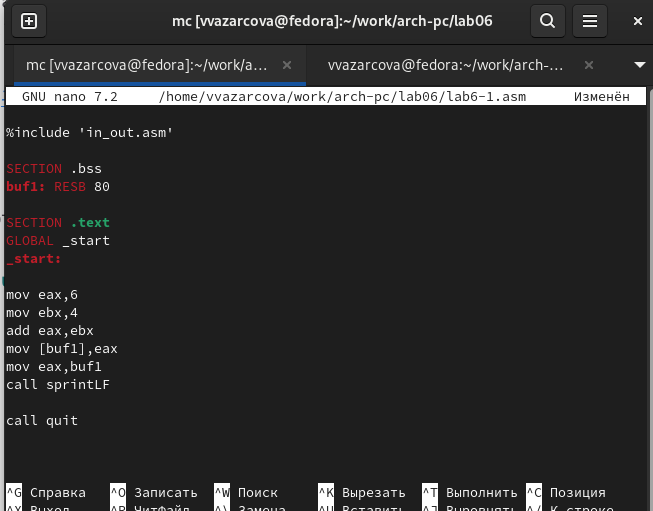 mc [vvazarcova@fedora]:~/work/arch-pc/lab06
mc [vvazarcova@fedora]:~/work/a… × vvazarcova@fedora:~/work/arch-… ×
GNU nano 7.2 /home/vvazarcova/work/arch-pc/lab06/lab6-1.asm Изменён
%include 'in_out.asm'
SECTION .bss
buf1: RESB 80
SECTION .text
GLOBAL _start
_start:
mov eax,6
mov ebx,4
add eax,ebx
mov [buf1],eax
mov eax,buf1
call sprintLF
call quit
^G Справка ^O Записать ^W Поиск ^K Вырезать ^T Выполнить ^C Позиция
^X Выход ^R ЧитФайл ^\ Замена ^U Вставить ^J Выровнять ^/ К строке